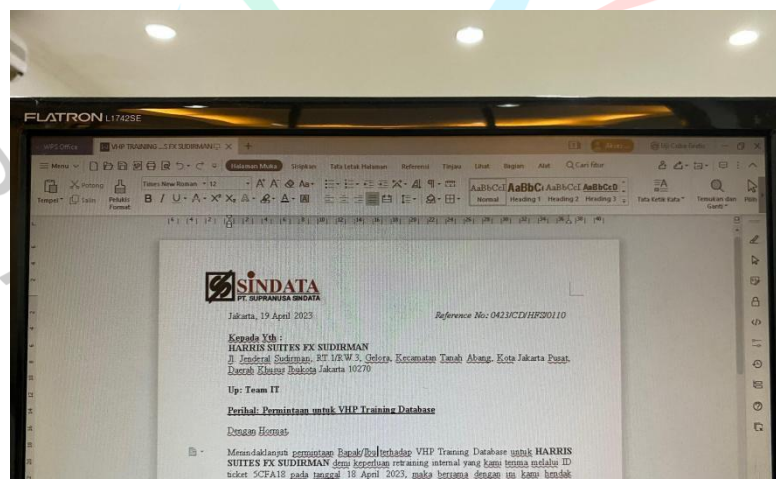 FLATRON L1742SE
WPS Office VHP TRAINING ...S FX SUDIRMAN
Menu Halaman Muka Sisipkan Tata Letak Halaman Referensi Tinjau Lihat Bagian Alat Cari fitur
Tempel Potong Salin Pelukis Format Times New Roman 12 AaBbCcI AaBbC AaBbCcI AaBbCcD
Normal Heading 1 Heading 2 Heading 3 Tata Ketik Kata Temukan dan Ganti
SINDATA
PT. SUPRANUSA SINDATA
Jakarta, 19 April 2023 Reference No: 0423/CD/HFS/0110
Kepada Yth :
HARRIS SUITES FX SUDIRMAN
Jl. Jenderal Sudirman, RT.1/RW.3, Gelora, Kecamatan Tanah Abang, Kota Jakarta Pusat,
Daerah Khusus Ibukota Jakarta 10270
Up: Team IT
Perihal: Permintaan untuk VHP Training Database
Dengan Hormat,
Menindaklanjuti permintaan Bapak/Ibu terhadap VHP Training Database untuk HARRIS
SUITES FX SUDIRMAN demi keperluan retraining internal yang kami terima melalui ID
ticket 5CFA18 pada tanggal 18 April 2023, maka bersama dengan ini kami hendak